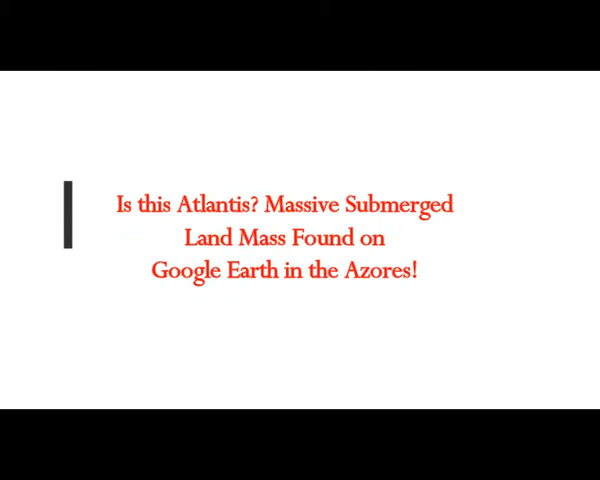 Is this Atlantis? Massive Submerged
Land Mass Found on
Google Earth in the Azores!